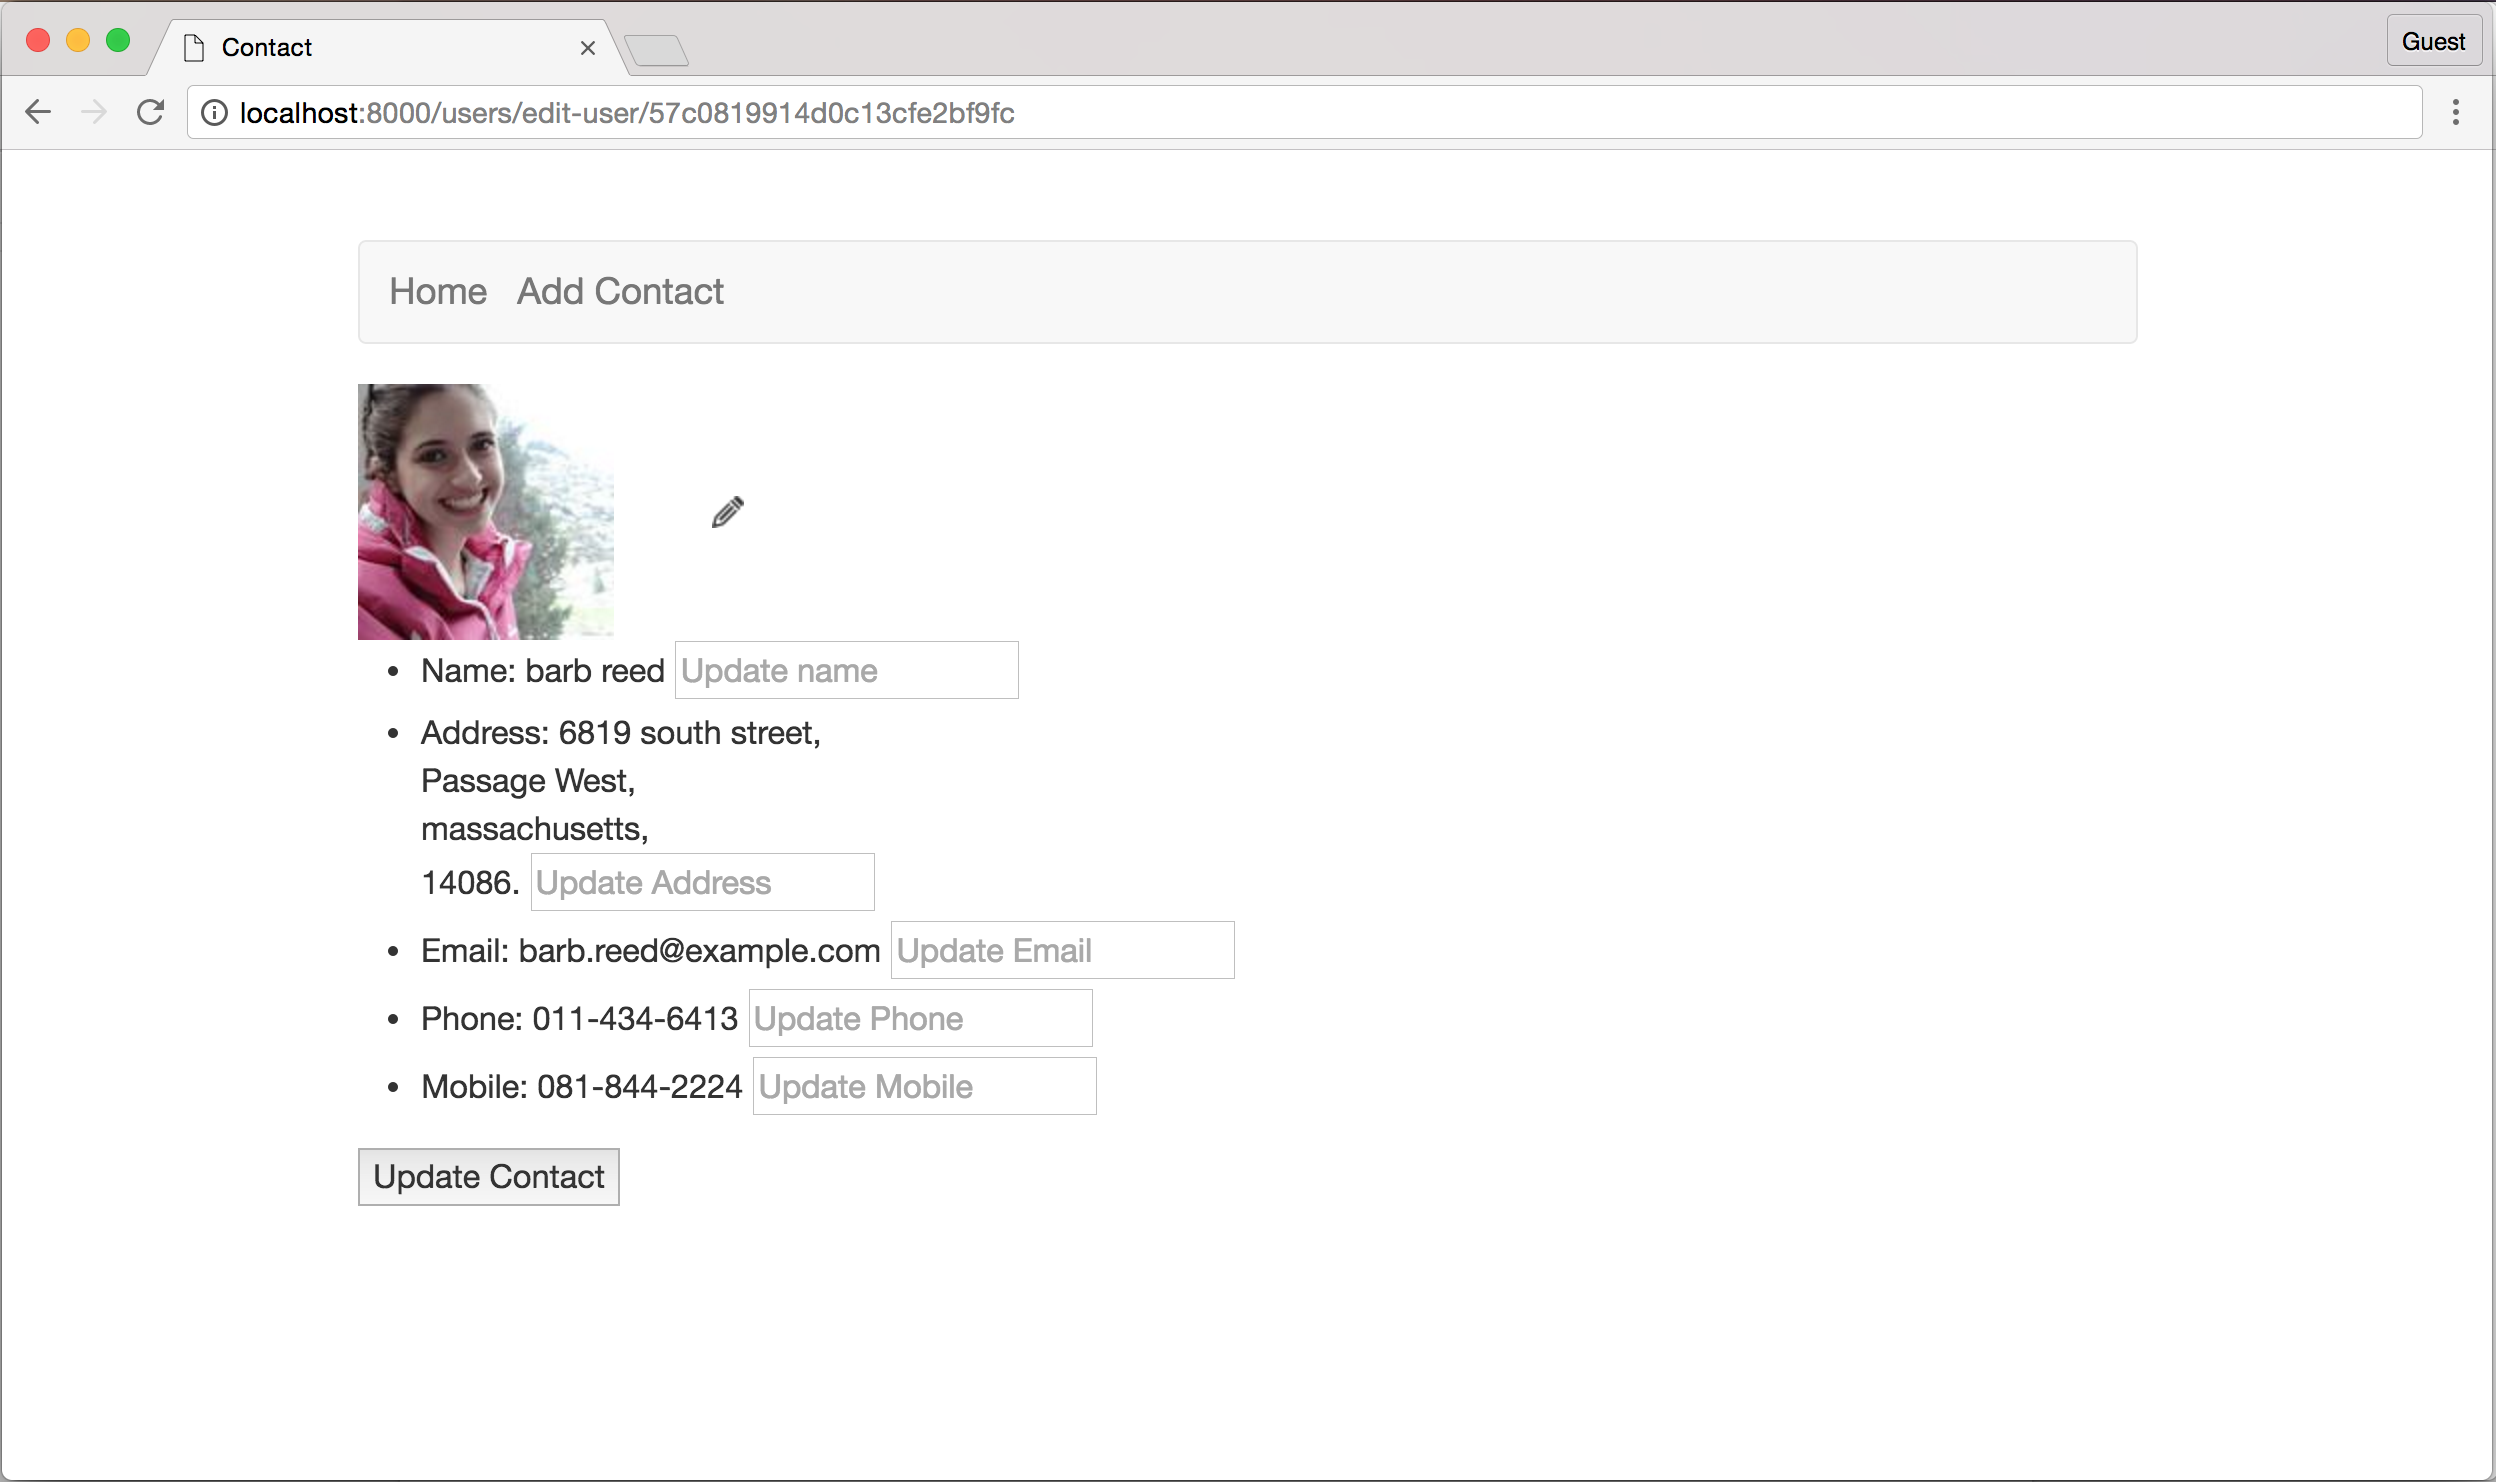 Contact
Guest
localhost:8000/users/edit-user/57c0819914d0c13cfe2bf9fc
Home Add Contact
Name: barb reed Update name
Address: 6819 south street,
Passage West,
massachusetts,
14086. Update Address
Email: barb.reed@example.com Update Email
Phone: 011-434-6413 Update Phone
Mobile: 081-844-2224 Update Mobile
Update Contact